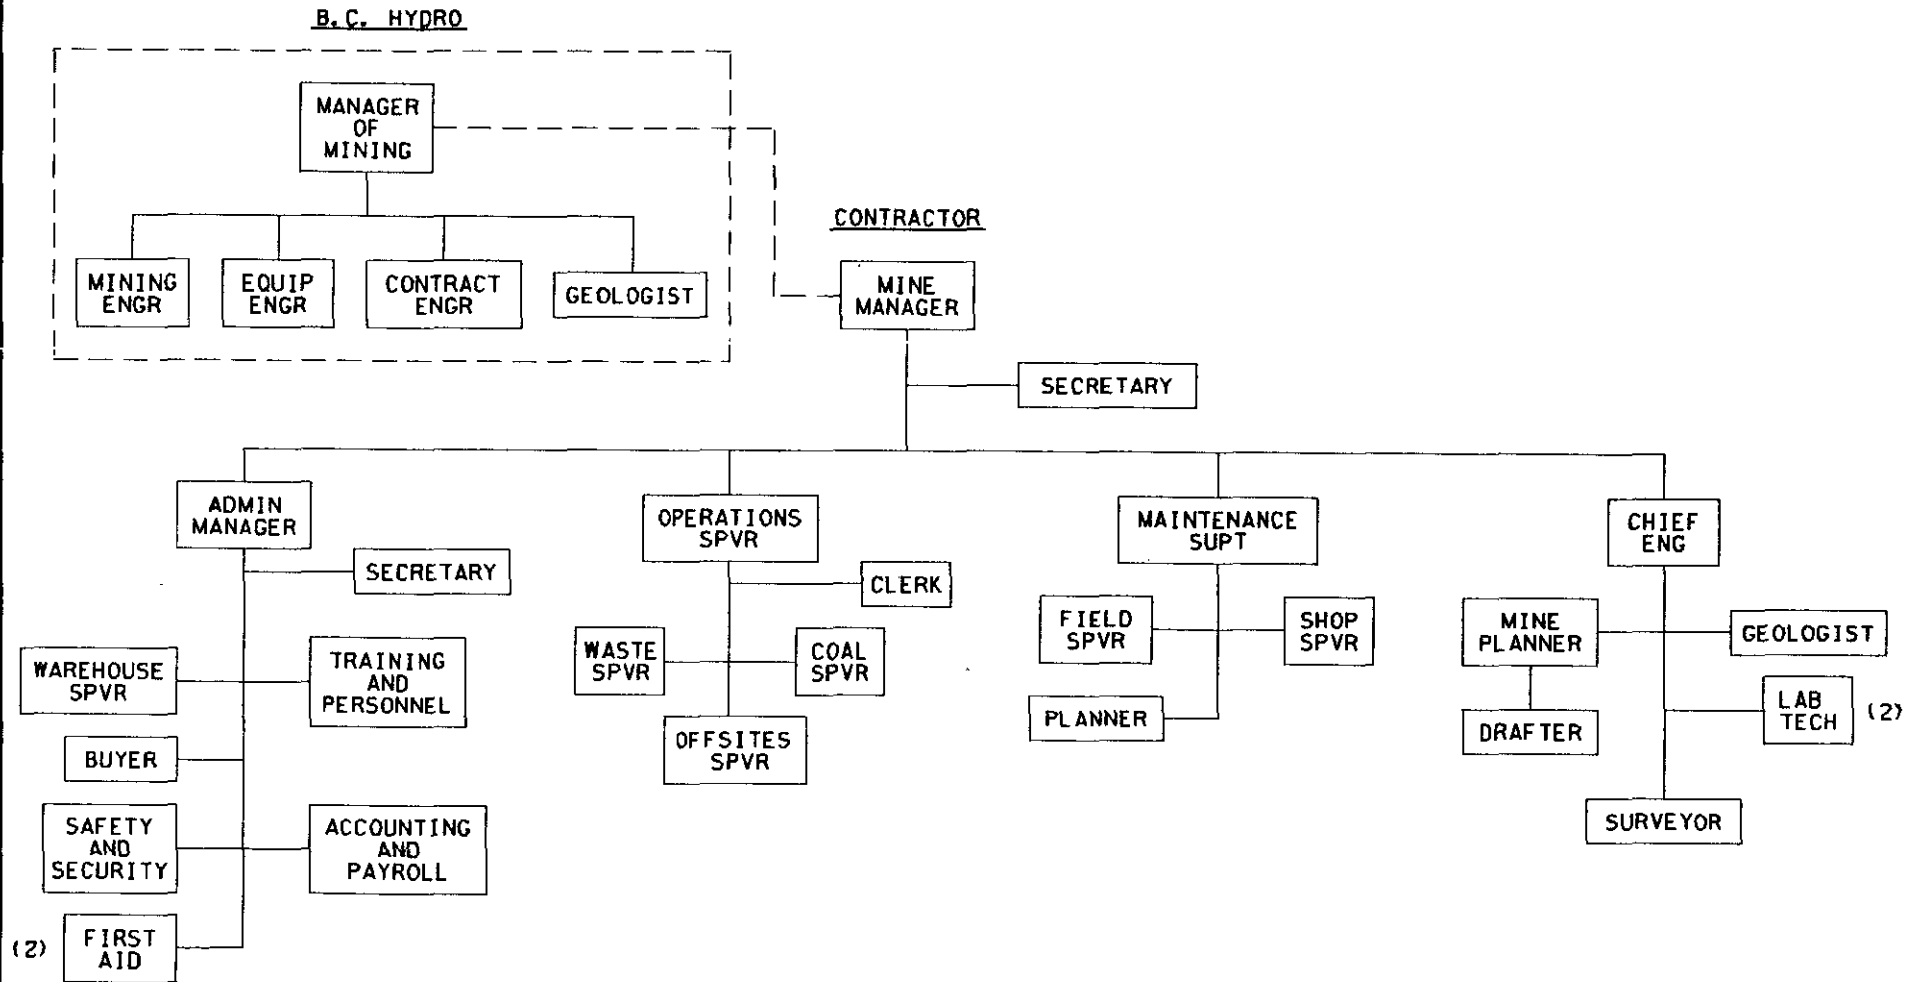 B.C. HYDRO
MANAGER
OF
MINING
MINING
ENGR
EQUIP
ENGR
CONTRACT
ENGR
GEOLOGIST
CONTRACTOR
MINE
MANAGER
SECRETARY
ADMIN
MANAGER
SECRETARY
WAREHOUSE
SPVR
TRAINING
AND
PERSONNEL
BUYER
SAFETY
AND
SECURITY
ACCOUNTING
AND
PAYROLL
(2)
FIRST
AID
OPERATIONS
SPVR
CLERK
WASTE
SPVR
COAL
SPVR
OFFSITES
SPVR
MAINTENANCE
SUPT
FIELD
SPVR
SHOP
SPVR
PLANNER
CHIEF
ENG
MINE
PLANNER
GEOLOGIST
DRAFTER
LAB
TECH
(2)
SURVEYOR